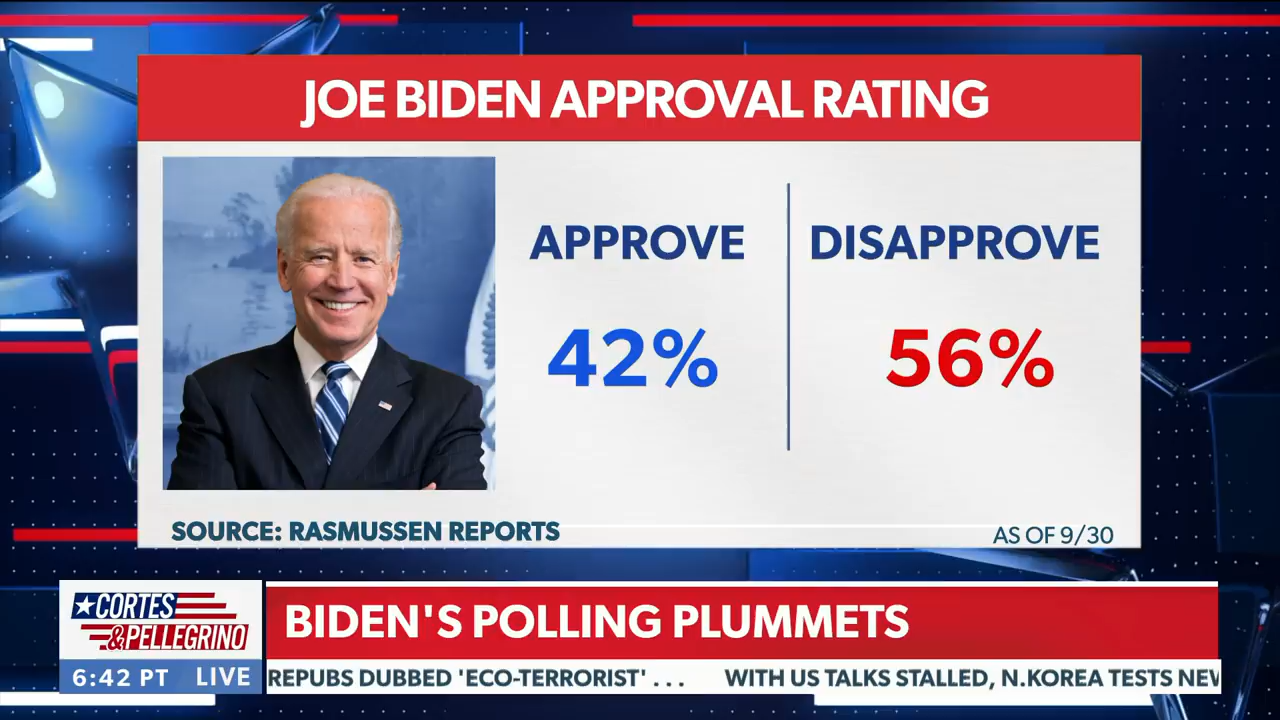 JOE BIDEN APPROVAL RATING
APPROVE
DISAPPROVE
42%
56%
SOURCE: RASMUSSEN REPORTS
AS OF 9/30
CORTES
&PELLEGRINO
BIDEN'S POLLING PLUMMETS
6:42 PT LIVE
REPUBS DUBBED 'ECO-TERRORIST' . . . WITH US TALKS STALLED, N.KOREA TESTS